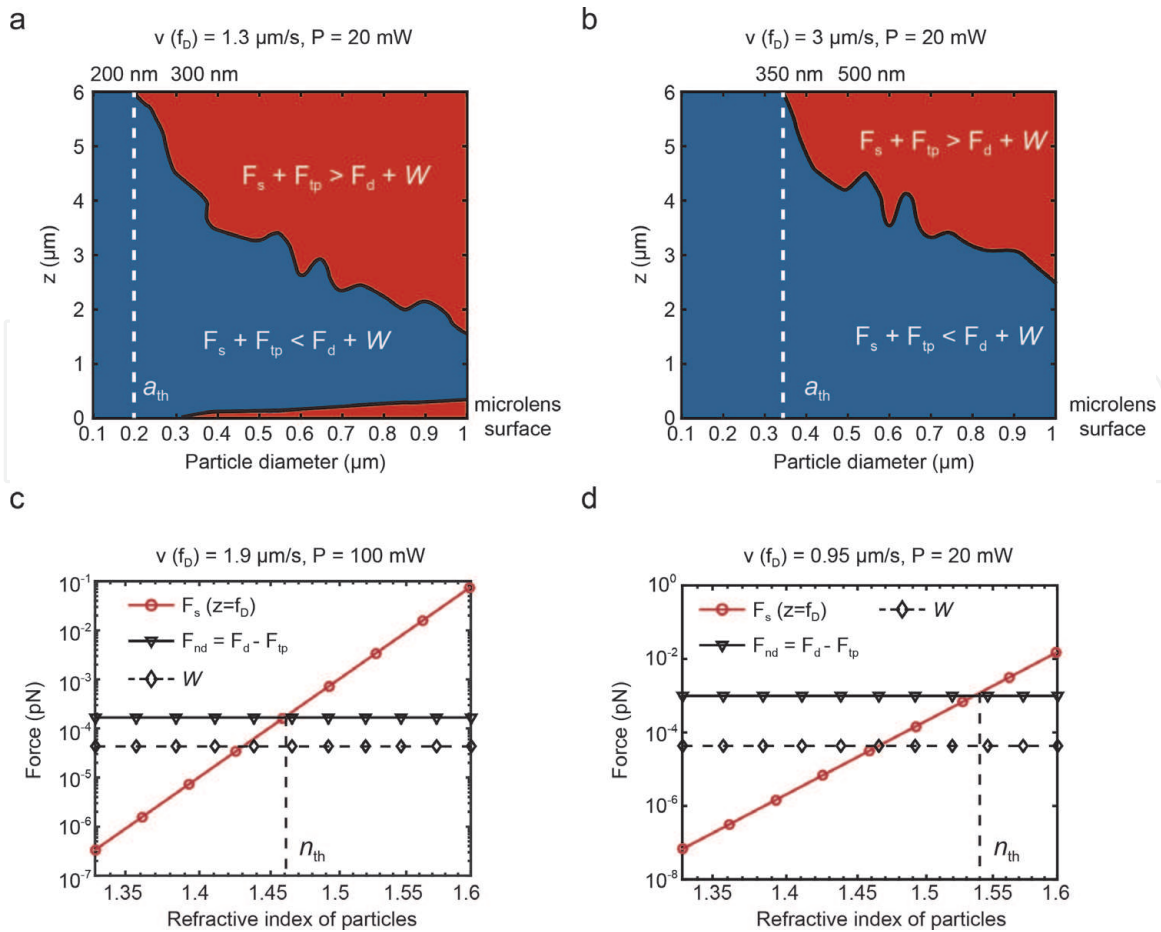 a
v (f_D) = 1.3 µm/s, P = 20 mW
200 nm 300 nm
6
5
4
3
2
1
0
z (µm)
F_s + F_tp > F_d + W
F_s + F_tp < F_d + W
a_th
microlens
surface
0.1 0.2 0.3 0.4 0.5 0.6 0.7 0.8 0.9 1
Particle diameter (µm)
b
v (f_D) = 3 µm/s, P = 20 mW
350 nm 500 nm
6
5
4
3
2
1
0
z (µm)
F_s + F_tp > F_d + W
F_s + F_tp < F_d + W
a_th
microlens
surface
0.1 0.2 0.3 0.4 0.5 0.6 0.7 0.8 0.9 1
Particle diameter (µm)
c
v (f_D) = 1.9 µm/s, P = 100 mW
10^-1
10^-2
10^-3
10^-4
10^-5
10^-6
10^-7
Force (pN)
F_s (z=f_D)
F_nd = F_d - F_tp
W
n_th
1.35 1.4 1.45 1.5 1.55 1.6
Refractive index of particles
d
v (f_D) = 0.95 µm/s, P = 20 mW
10^0
10^-2
10^-4
10^-6
10^-8
Force (pN)
F_s (z=f_D) W
F_nd = F_d - F_tp
n_th
1.35 1.4 1.45 1.5 1.55 1.6
Refractive index of particles